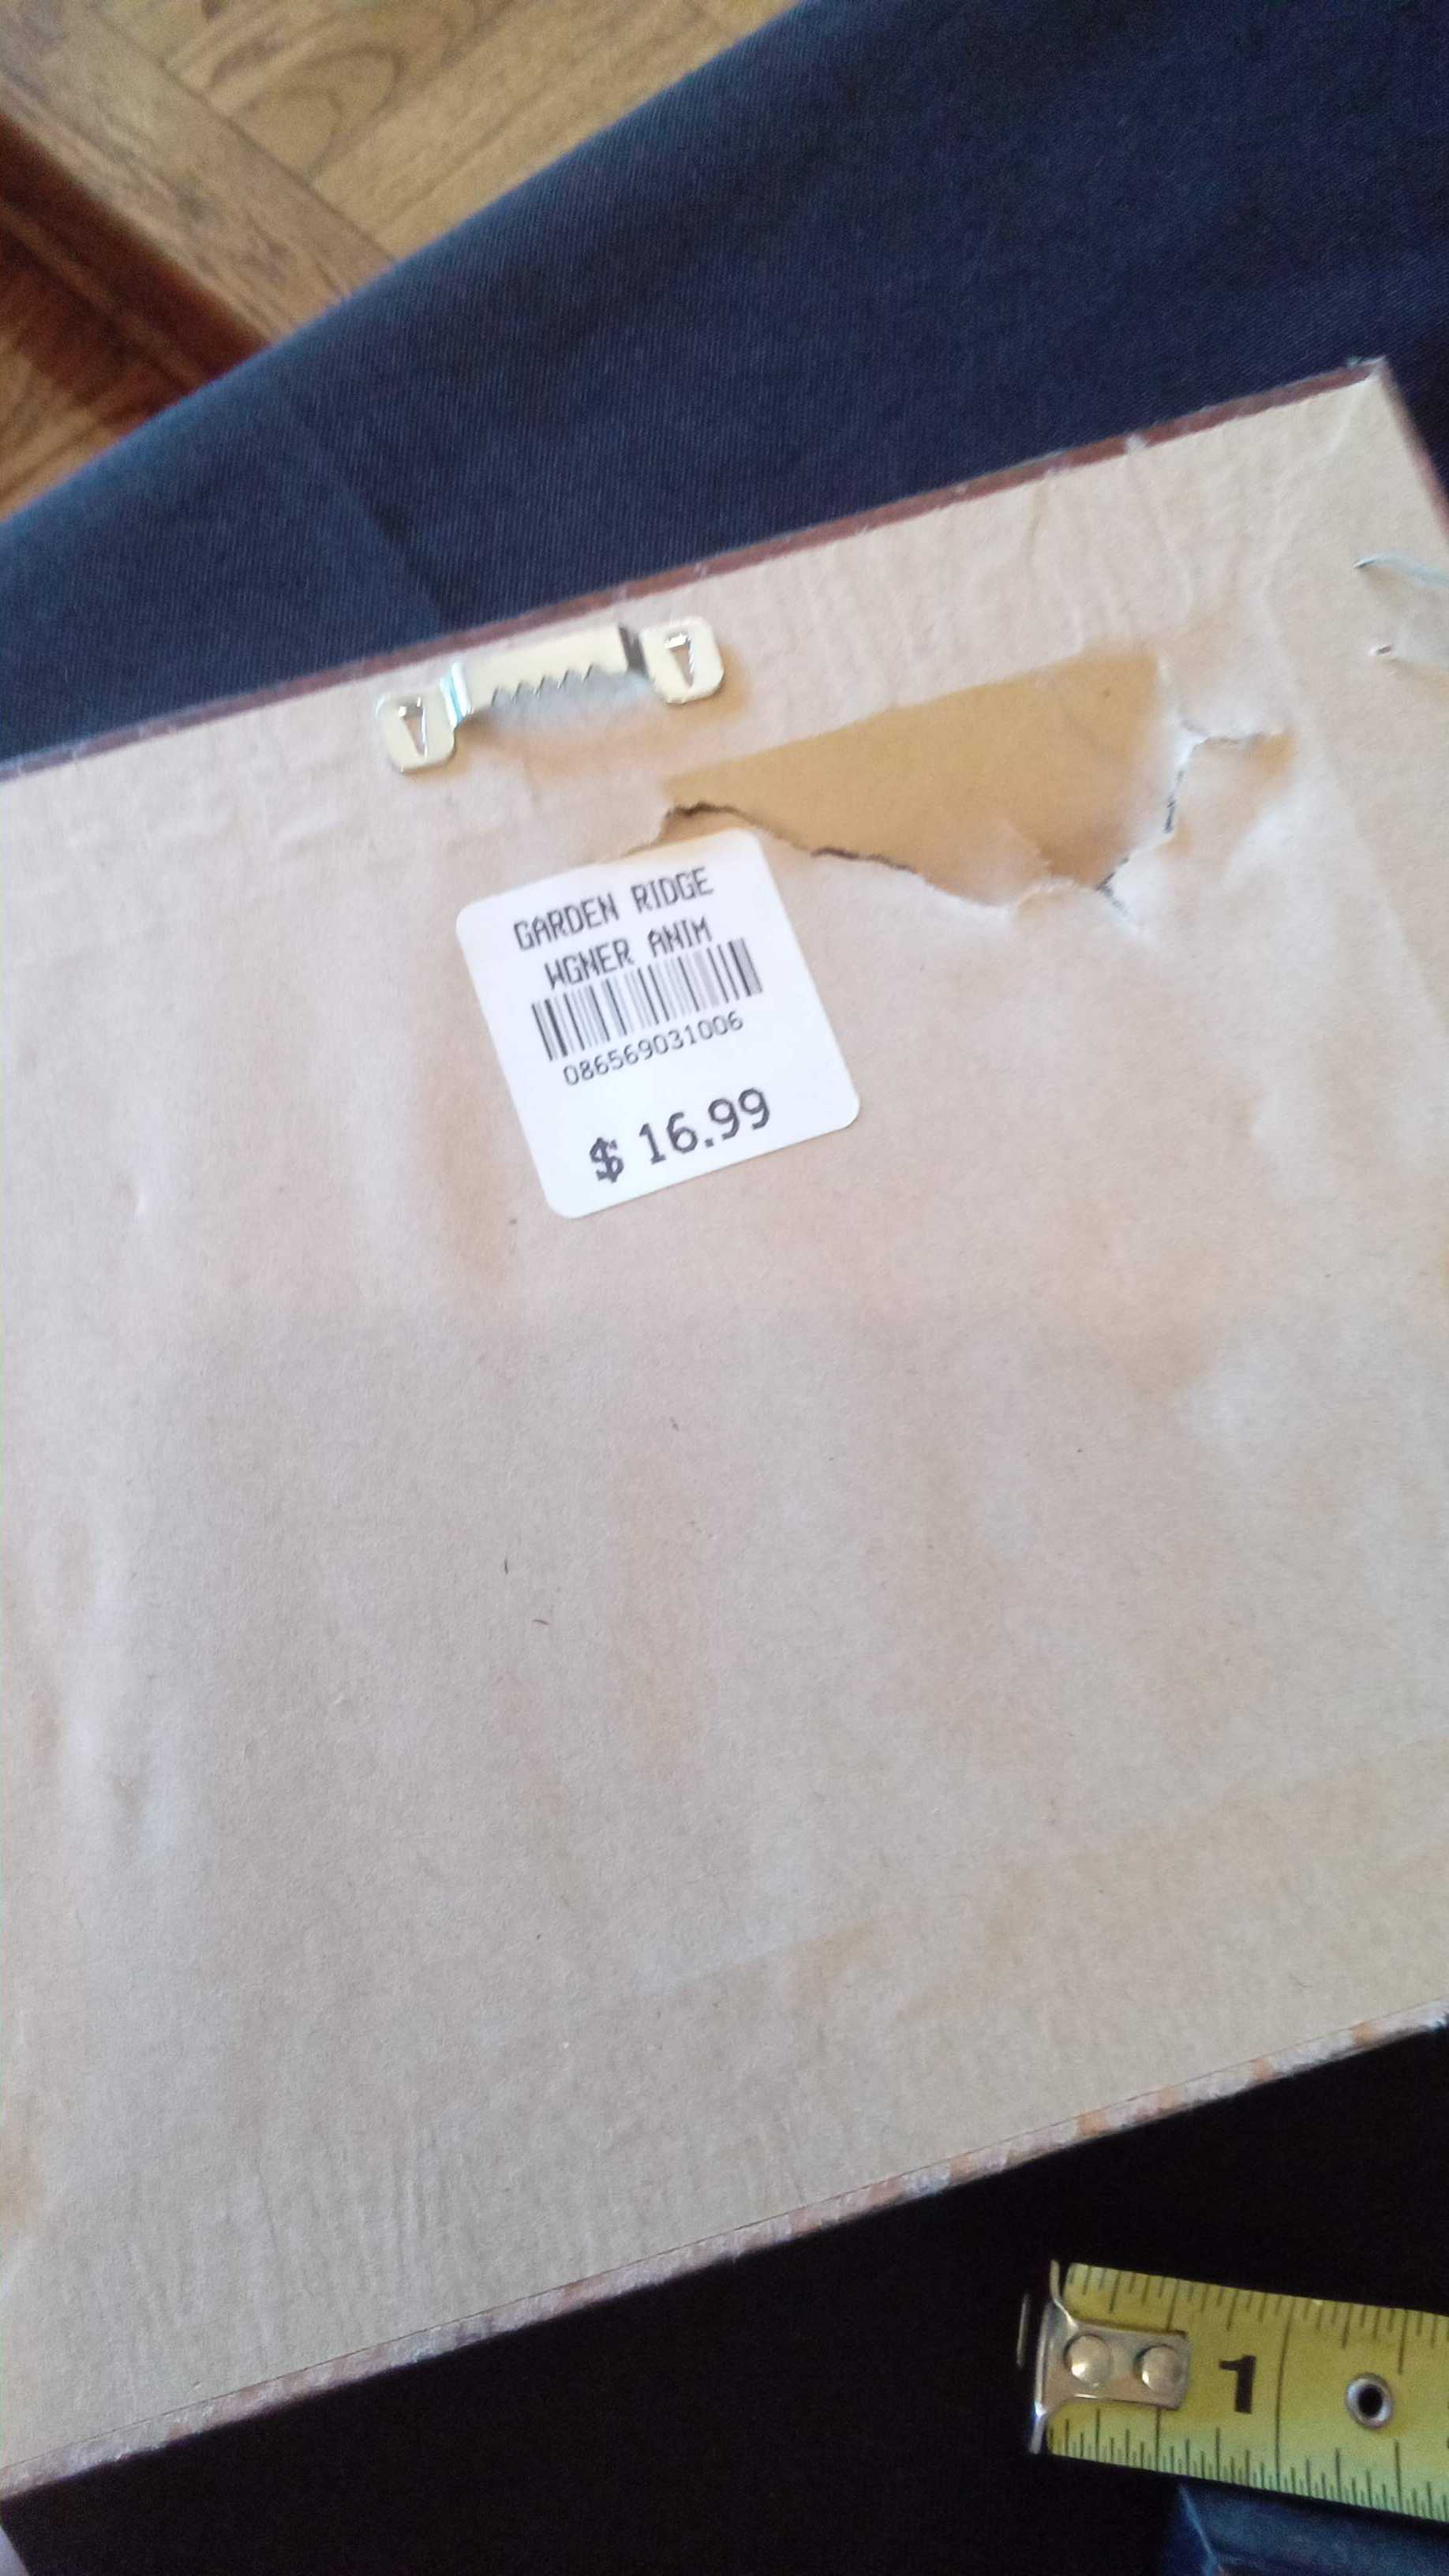 GARDEN RIDGE
WGNER ANIM
086569031006
$ 16.99
1